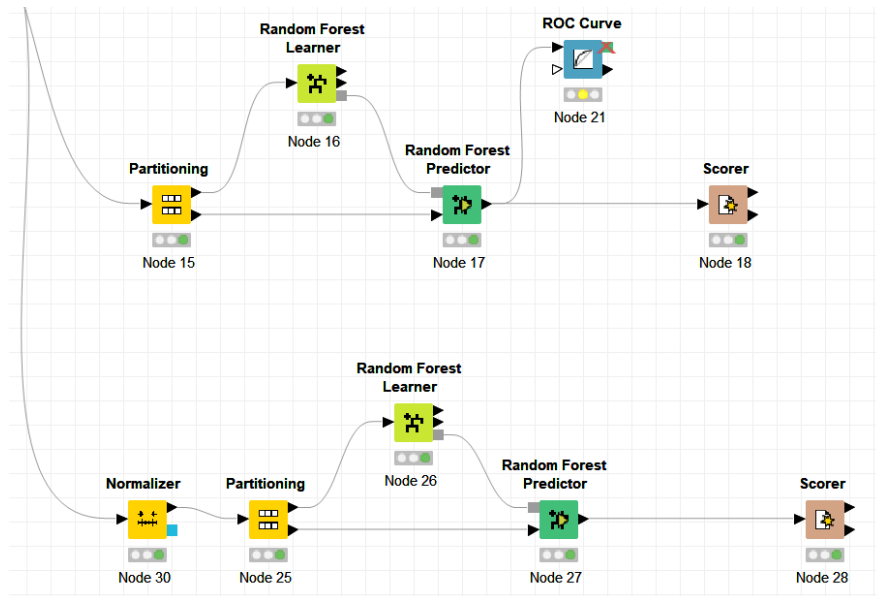 ROC Curve
Random Forest
Learner
Node 21
Node 16
Random Forest
Predictor
Partitioning
Scorer
Node 15
Node 17
Node 18
Random Forest
Learner
Node 26
Random Forest
Predictor
Normalizer
Partitioning
Scorer
Node 30
Node 25
Node 27
Node 28